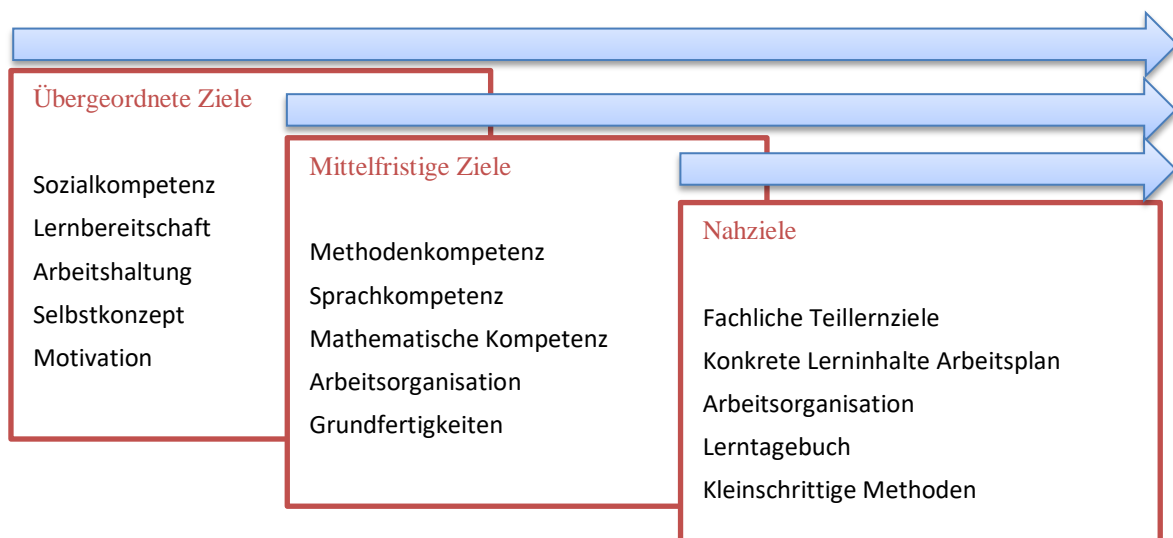 Übergeordnete Ziele
Sozialkompetenz
Lernbereitschaft
Arbeitshaltung
Selbstkonzept
Motivation
Mittelfristige Ziele
Methodenkompetenz
Sprachkompetenz
Mathematische Kompetenz
Arbeitsorganisation
Grundfertigkeiten
Nahziele
Fachliche Teillernziele
Konkrete Lerninhalte Arbeitsplan
Arbeitsorganisation
Lerntagebuch
Kleinschrittige Methoden